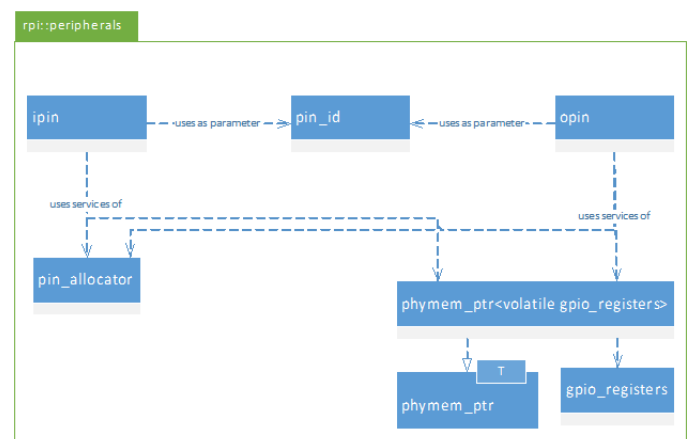 rpi::peripherals
ipin
uses as parameter
pin_id
uses as parameter
opin
uses services of
uses services of
pin_allocator
phymem_ptr<volatile gpio_registers>
T
phymem_ptr
gpio_registers